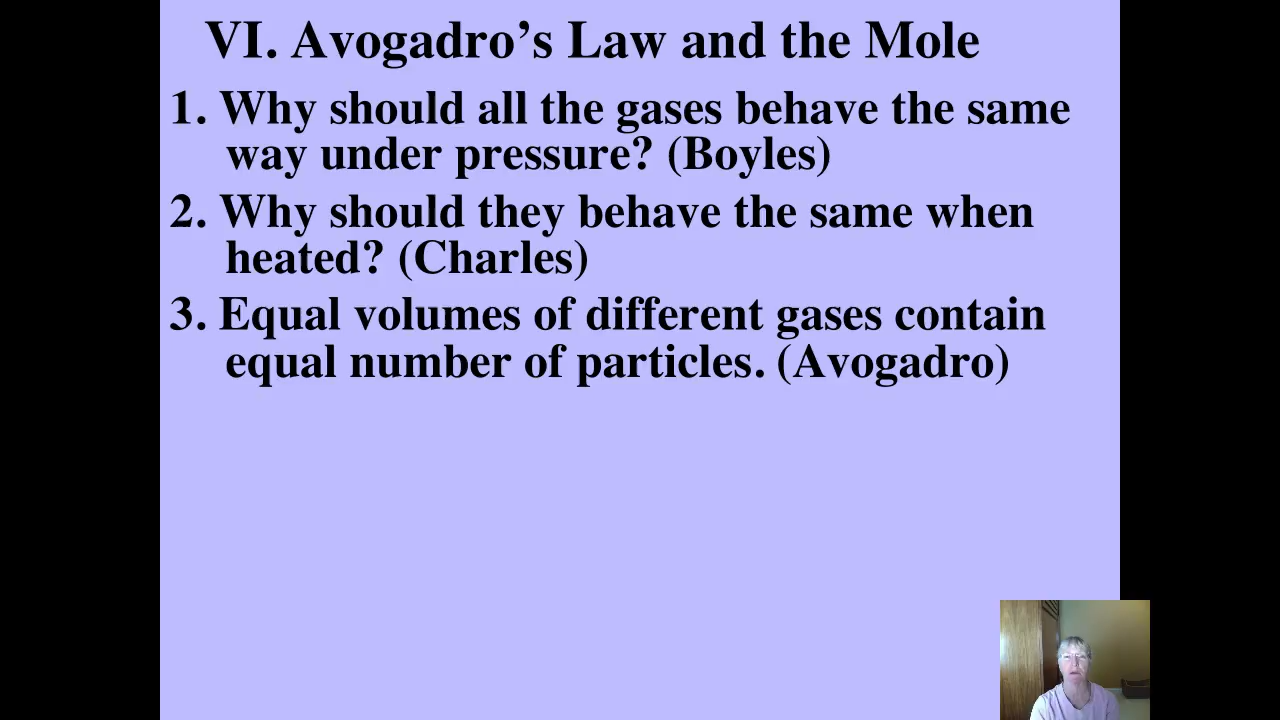 VI. Avogadro’s Law and the Mole
1. Why should all the gases behave the same
way under pressure? (Boyles)
2. Why should they behave the same when
heated? (Charles)
3. Equal volumes of different gases contain
equal number of particles. (Avogadro)